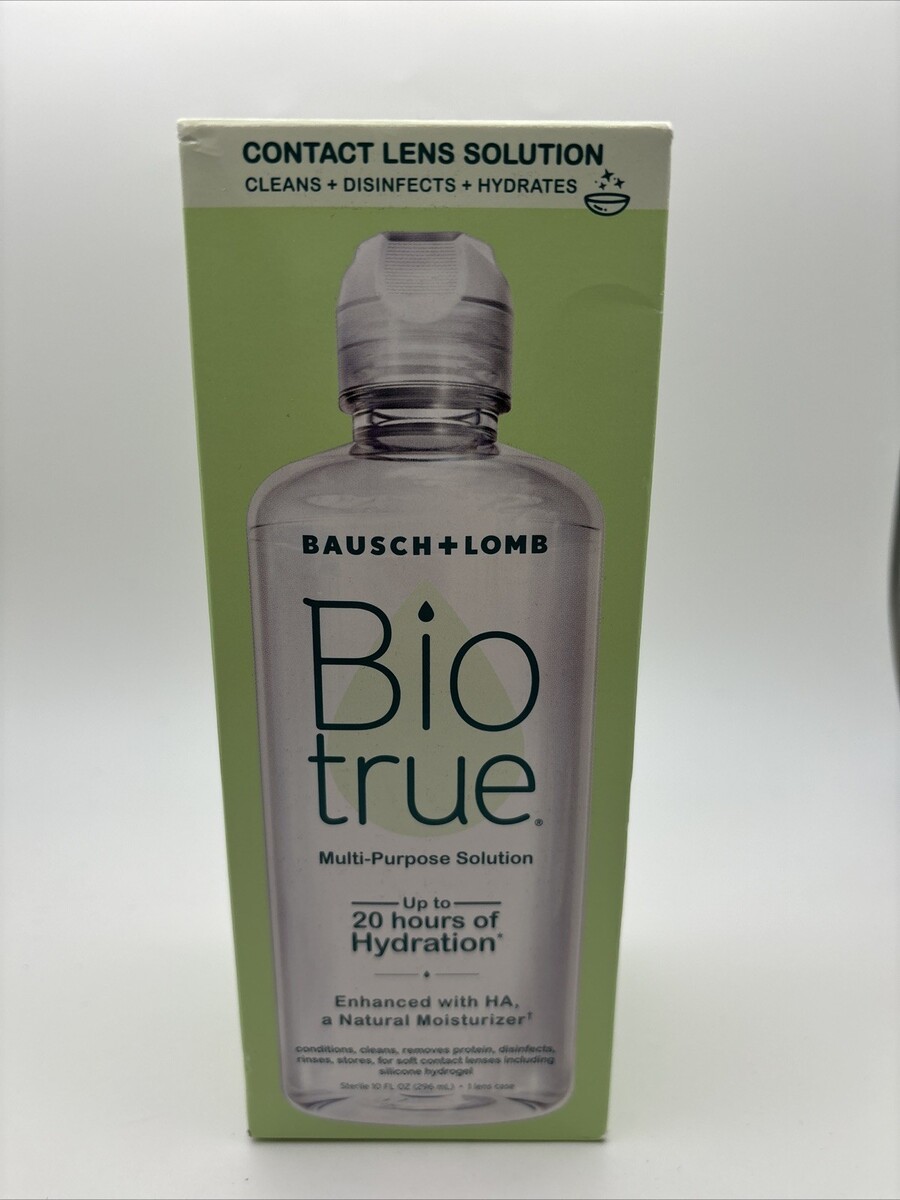 CONTACT LENS SOLUTION
CLEANS + DISINFECTS + HYDRATES
BAUSCH+LOMB
Bio
true®
Multi-Purpose Solution
Up to
20 hours of
Hydration*
Enhanced with HA,
a Natural Moisturizer†
conditions, cleans, removes protein, disinfects,
rinses, stores, for soft contact lenses including
silicone hydrogel
Sterile 10 FL OZ (296 mL) • 1 lens case